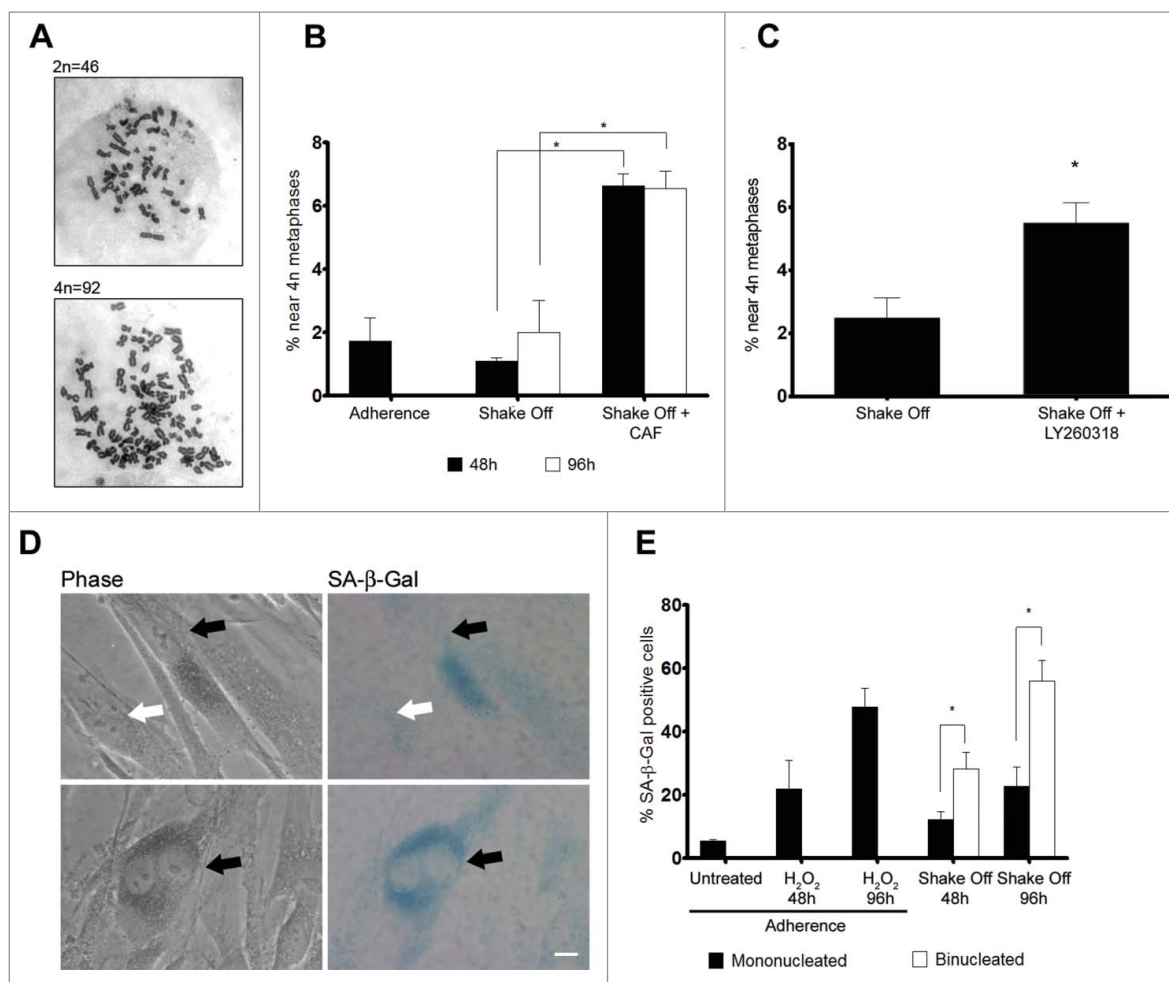 A
2n=46
4n=92
B
% near 4n metaphases
8
6
4
2
0
*
*
Adherence
Shake Off
Shake Off +
CAF
48h
96h
C
% near 4n metaphases
8
6
4
2
0
*
Shake Off
Shake Off +
LY260318
D
Phase
SA-β-Gal
E
% SA-β-Gal positive cells
80
60
40
20
0
*
*
Untreated
H₂O₂
48h
H₂O₂
96h
Shake Off
48h
Shake Off
96h
Adherence
Mononucleated
Binucleated